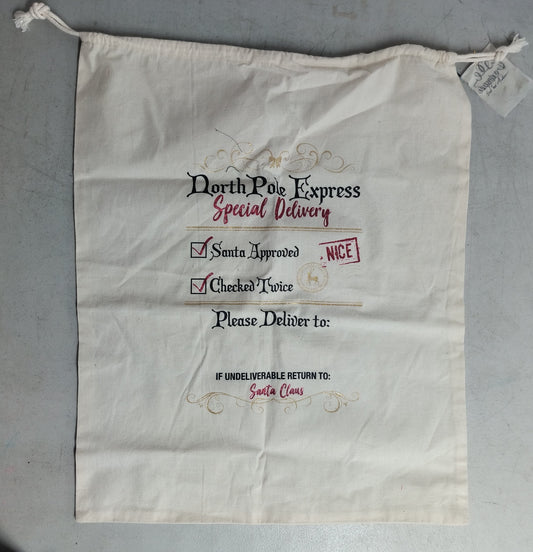 North Pole Express
Special Delivery
Santa Approved
NICE
Checked Twice
Please Deliver to:
IF UNDELIVERABLE RETURN TO:
Santa Claus